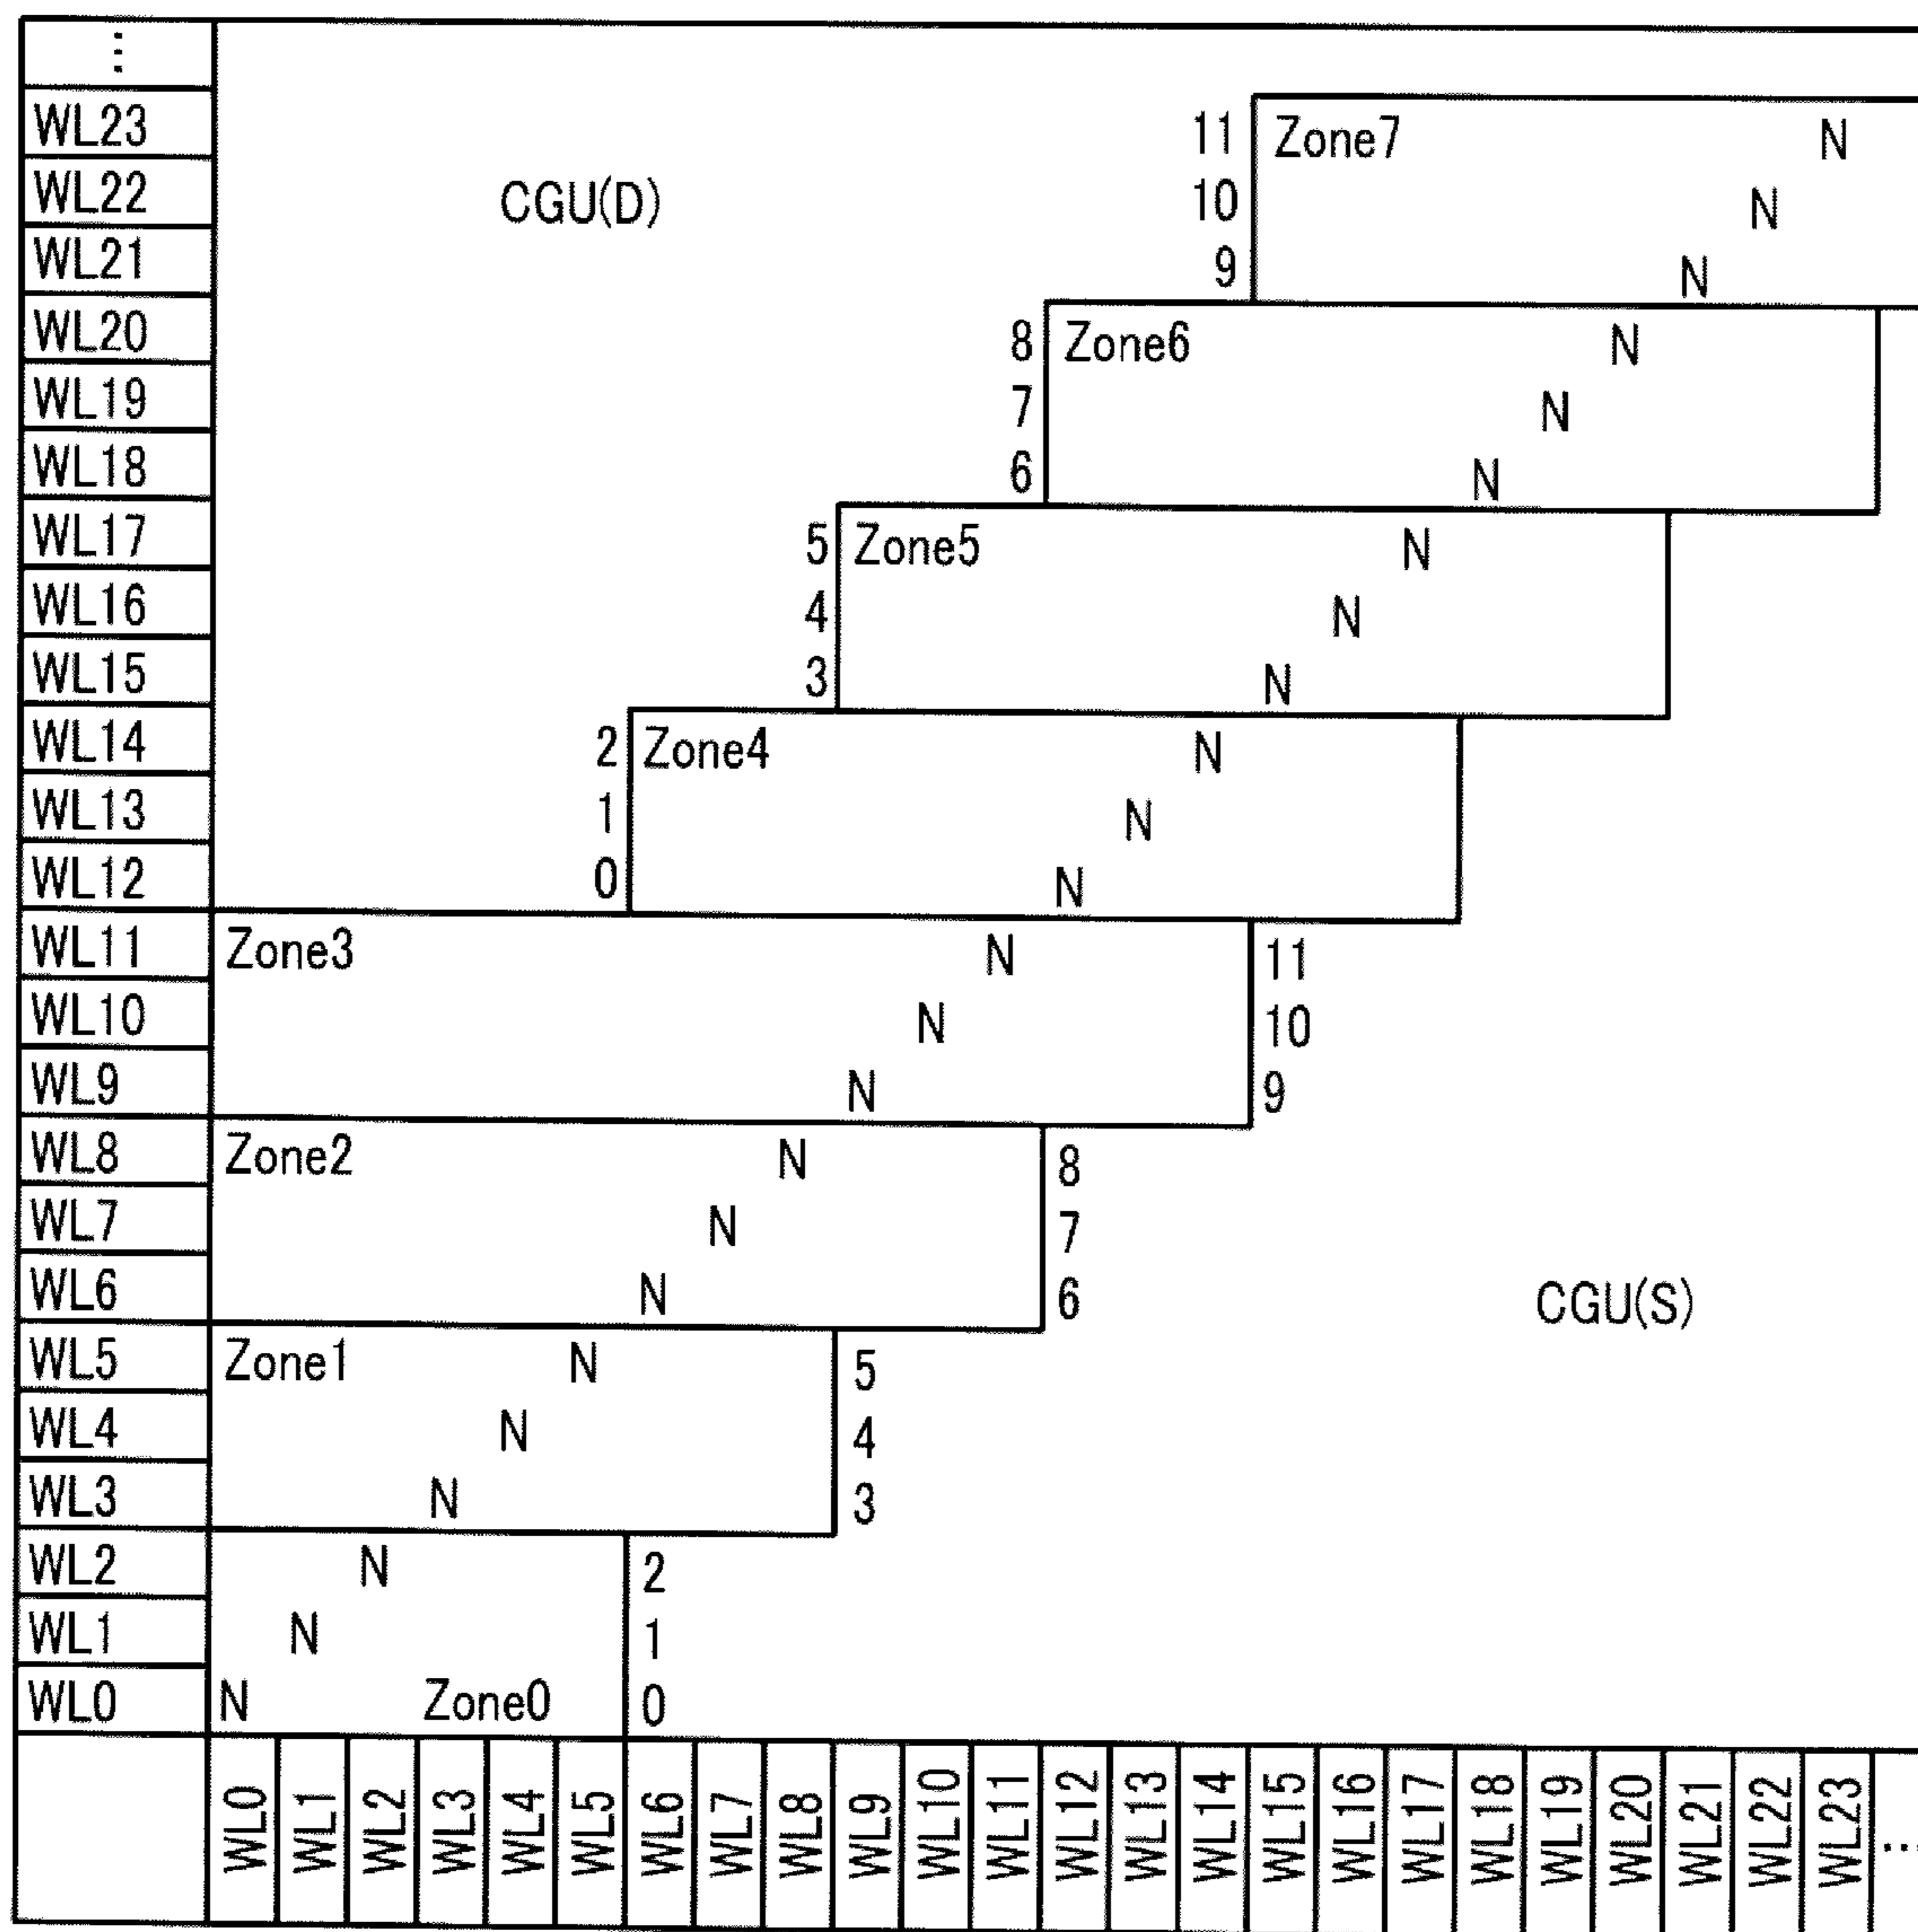 ⋮
WL23 11 Zone7 N
WL22 CGU(D) 10 N
WL21 9 N
WL20 8 Zone6 N
WL19 7 N
WL18 6 N
WL17 5 Zone5 N
WL16 4 N
WL15 3 N
WL14 2 Zone4 N
WL13 1 N
WL12 0 N
WL11 Zone3 N 11
WL10 N 10
WL9 N 9
WL8 Zone2 N 8
WL7 N 7
WL6 N 6 CGU(S)
WL5 Zone1 N 5
WL4 N 4
WL3 N 3
WL2 N 2
WL1 N 1
WL0 N Zone0 0
WL0 WL1 WL2 WL3 WL4 WL5 WL6 WL7 WL8 WL9 WL10 WL11 WL12 WL13 WL14 WL15 WL16 WL17 WL18 WL19 WL20 WL21 WL22 WL23 ...